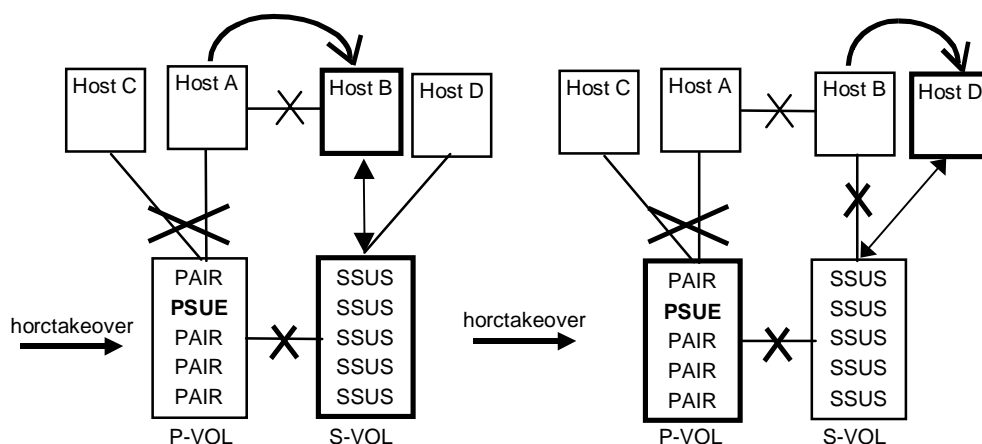 Host C
Host A
Host B
Host D
horctakeover
PAIR
PSUE
PAIR
PAIR
PAIR
P-VOL
SSUS
SSUS
SSUS
SSUS
SSUS
S-VOL
Host C
Host A
Host B
Host D
horctakeover
PAIR
PSUE
PAIR
PAIR
PAIR
P-VOL
SSUS
SSUS
SSUS
SSUS
SSUS
S-VOL